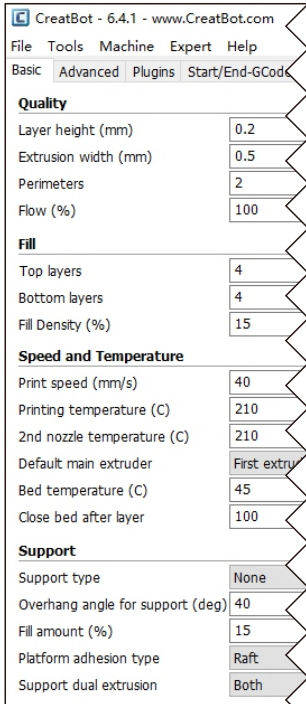 CreatBot - 6.4.1 - www.CreatBot.com
File Tools Machine Expert Help
Basic Advanced Plugins Start/End-GCode
Quality
Layer height (mm) 0.2
Extrusion width (mm) 0.5
Perimeters 2
Flow (%) 100
Fill
Top layers 4
Bottom layers 4
Fill Density (%) 15
Speed and Temperature
Print speed (mm/s) 40
Printing temperature (C) 210
2nd nozzle temperature (C) 210
Default main extruder First extru
Bed temperature (C) 45
Close bed after layer 100
Support
Support type None
Overhang angle for support (deg) 40
Fill amount (%) 15
Platform adhesion type Raft
Support dual extrusion Both